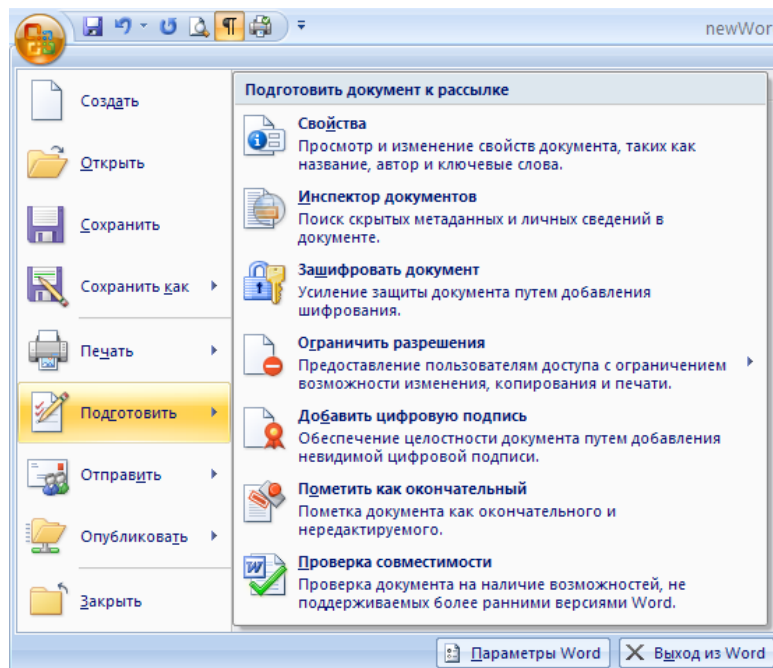 newWor
Создать
Открыть
Сохранить
Сохранить как
Печать
Подготовить
Отправить
Опубликовать
Закрыть
Подготовить документ к рассылке
Свойства
Просмотр и изменение свойств документа, таких как
название, автор и ключевые слова.
Инспектор документов
Поиск скрытых метаданных и личных сведений в
документе.
Зашифровать документ
Усиление защиты документа путем добавления
шифрования.
Ограничить разрешения
Предоставление пользователям доступа с ограничением
возможности изменения, копирования и печати.
Добавить цифровую подпись
Обеспечение целостности документа путем добавления
невидимой цифровой подписи.
Пометить как окончательный
Пометка документа как окончательного и
нередактируемого.
Проверка совместимости
Проверка документа на наличие возможностей, не
поддерживаемых более ранними версиями Word.
Параметры Word
Выход из Word